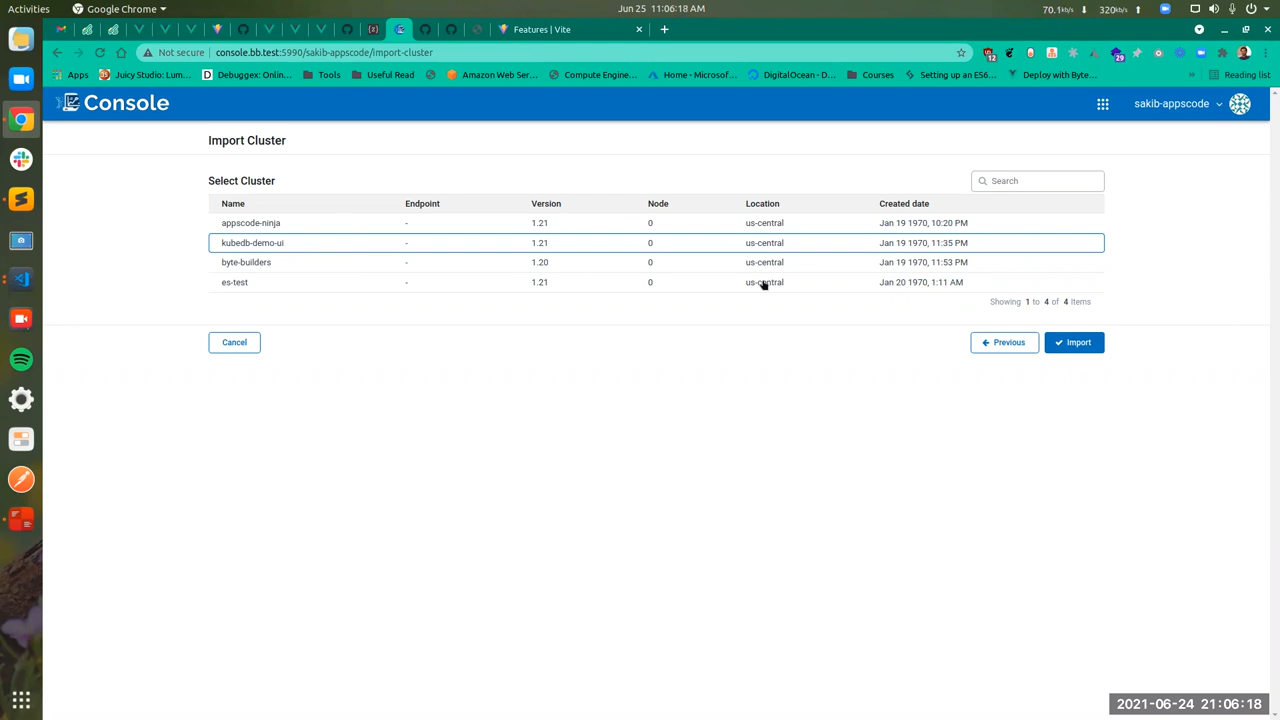 Activities Google Chrome Jun 25 11:06:18 AM 70.1kb/s 320kb/s
Features | Vite
Not secure console.bb.test:5990/sakib-appscode/import-cluster 12 29
Apps Juicy Studio: Lum... Debuggex: Onlin... Tools Useful Read Amazon Web Ser... Compute Engine... Home - Microsof... DigitalOcean - D... Courses Setting up an ES6... Deploy with Byte... » Reading list
Console sakib-appscode
Import Cluster
Select Cluster Search
Name Endpoint Version Node Location Created date
appscode-ninja - 1.21 0 us-central Jan 19 1970, 10:20 PM
kubedb-demo-ui - 1.21 0 us-central Jan 19 1970, 11:35 PM
byte-builders - 1.20 0 us-central Jan 19 1970, 11:53 PM
es-test - 1.21 0 us-central Jan 20 1970, 1:11 AM
Showing 1 to 4 of 4 Items
Cancel Previous Import
2021-06-24 21:06:18